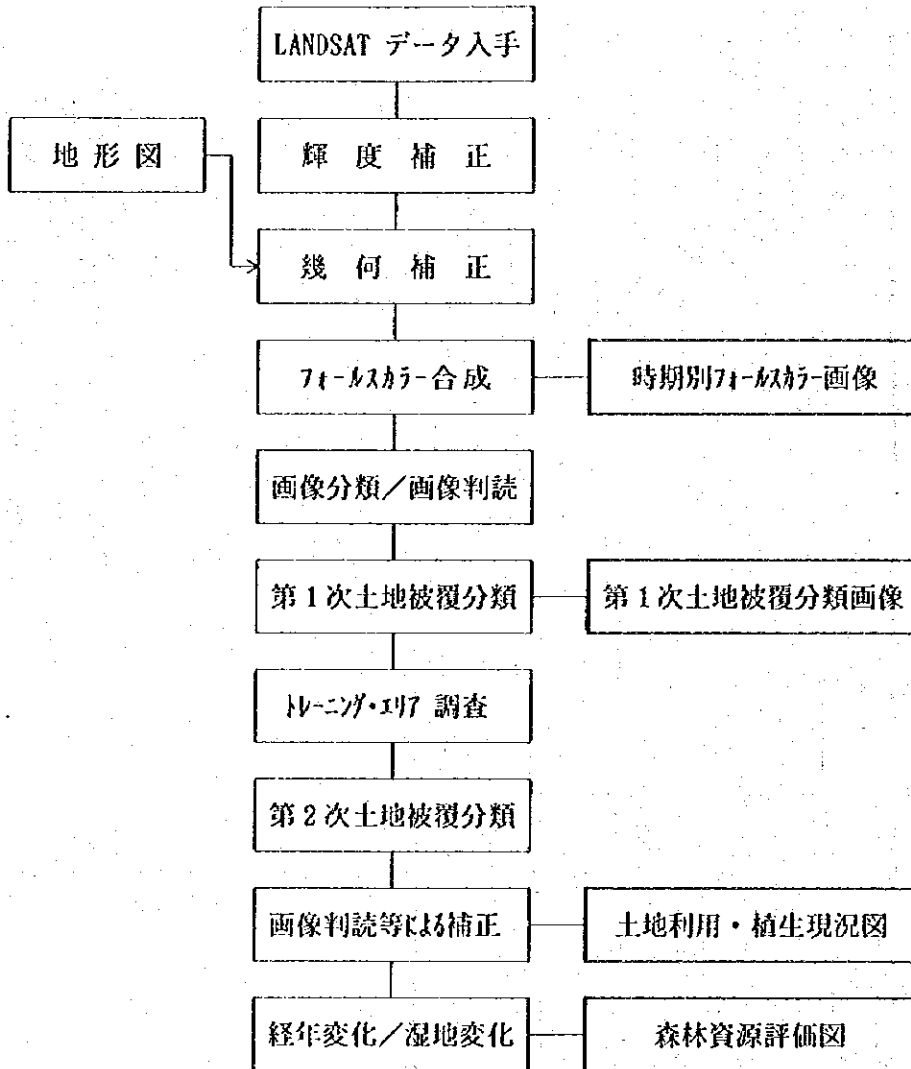 LANDSAT データ入手
地形図
輝度補正
幾何補正
フォールスカラー合成
時期別フォールスカラー画像
画像分類／画像判読
第1次土地被覆分類
第1次土地被覆分類画像
トレーニング・エリア 調査
第2次土地被覆分類
画像判読等による補正
土地利用・植生現況図
経年変化／湿地変化
森林資源評価図